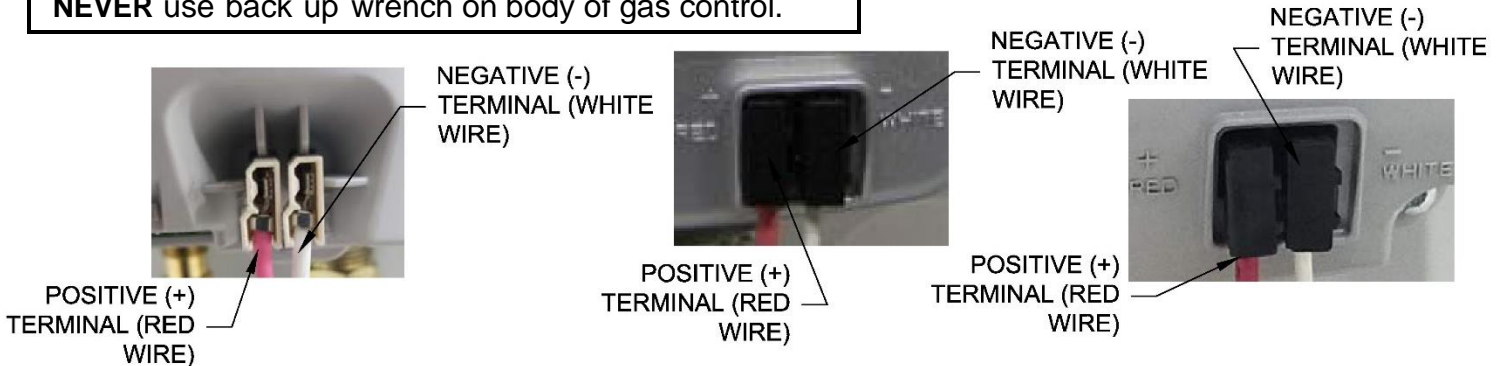 NEVER use back up wrench on body of gas control.
NEGATIVE (-)
TERMINAL (WHITE
WIRE)
POSITIVE (+)
TERMINAL (RED
WIRE)
NEGATIVE (-)
TERMINAL (WHITE
WIRE)
POSITIVE (+)
TERMINAL (RED
WIRE)
NEGATIVE (-)
TERMINAL (WHITE
WIRE)
+
RED
-
WHITE
POSITIVE (+)
TERMINAL (RED
WIRE)